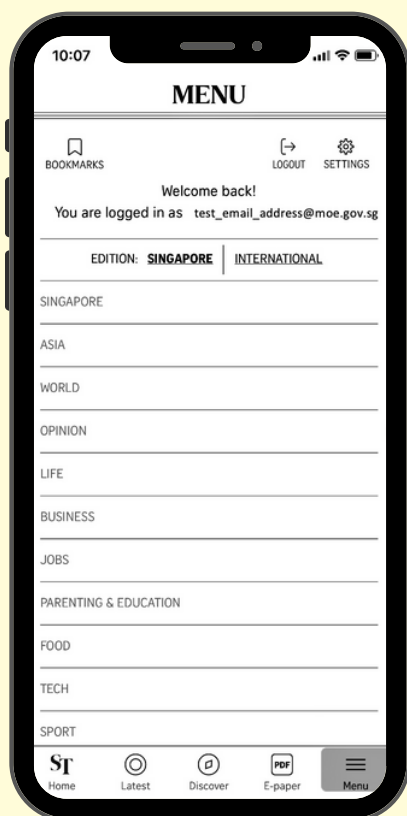 10:07
MENU
BOOKMARKS LOGOUT SETTINGS
Welcome back!
You are logged in as test_email_address@moe.gov.sg
EDITION: SINGAPORE INTERNATIONAL
SINGAPORE
ASIA
WORLD
OPINION
LIFE
BUSINESS
JOBS
PARENTING & EDUCATION
FOOD
TECH
SPORT
ST PDF
Home Latest Discover E-paper Menu